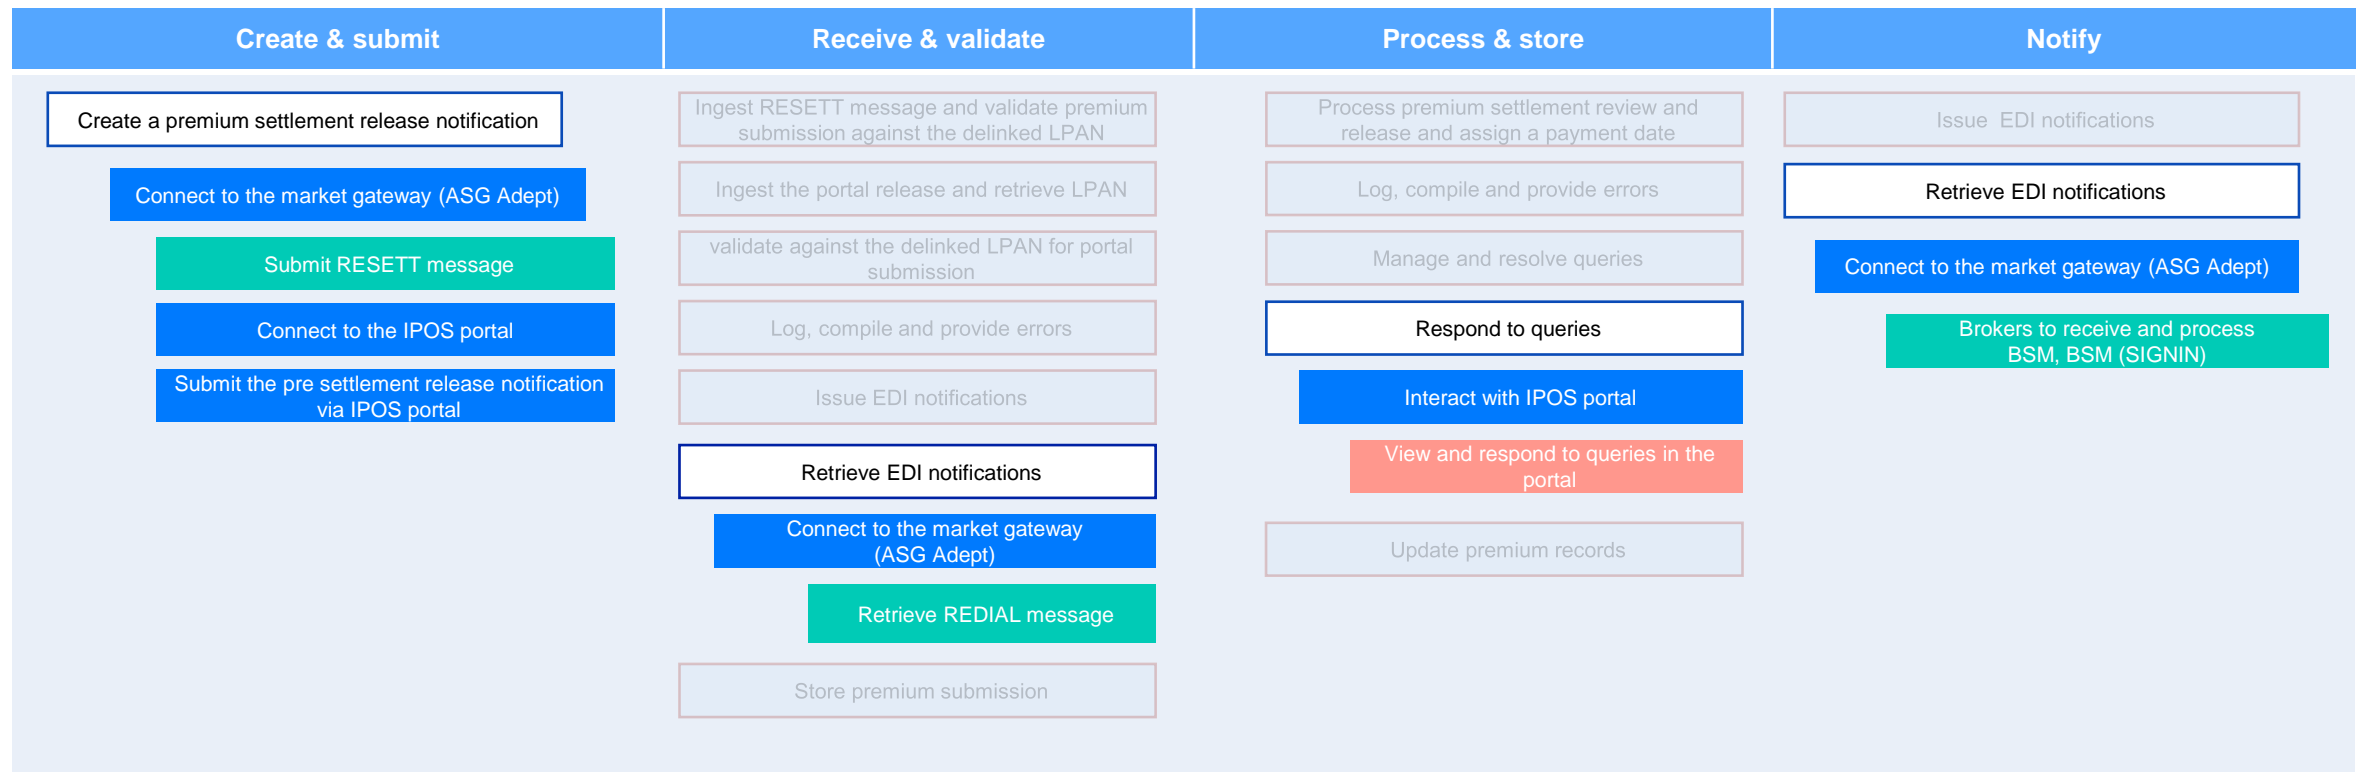 Create & submit
Receive & validate
Process & store
Notify
Create a premium settlement release notification
Connect to the market gateway (ASG Adept)
Submit RESETT message
Connect to the IPOS portal
Submit the pre settlement release notification
via IPOS portal
Ingest RESETT message and validate premium
submission against the delinked LPAN
Ingest the portal release and retrieve LPAN
validate against the delinked LPAN for portal
submission
Log, compile and provide errors
Issue EDI notifications
Retrieve EDI notifications
Connect to the market gateway
(ASG Adept)
Retrieve REDIAL message
Store premium submission
Process premium settlement review and
release and assign a payment date
Log, compile and provide errors
Manage and resolve queries
Respond to queries
Interact with IPOS portal
View and respond to queries in the
portal
Update premium records
Issue  EDI notifications
Retrieve EDI notifications
Connect to the market gateway (ASG Adept)
Brokers to receive and process
BSM, BSM (SIGNIN)